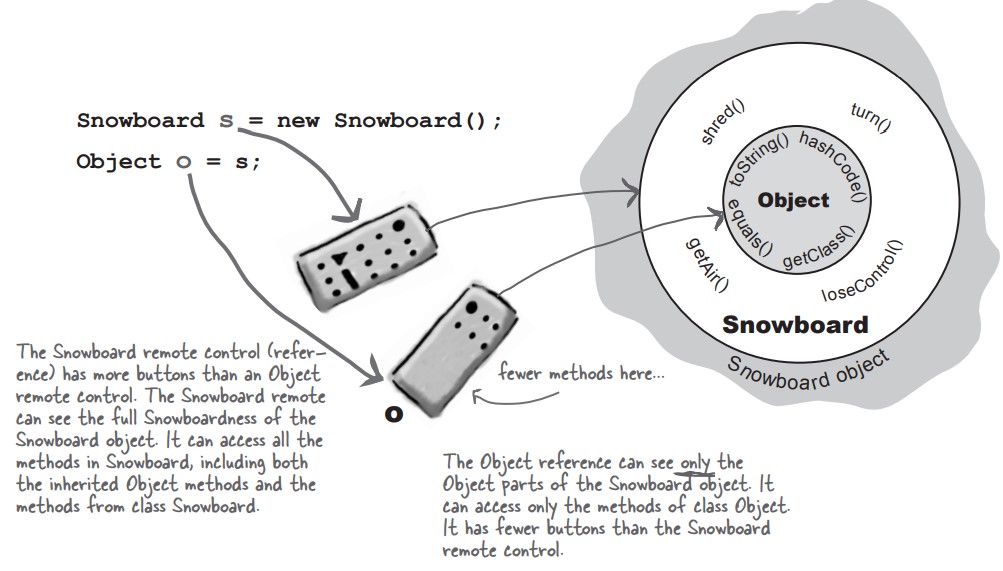 Snowboard s = new Snowboard();
Object o = s;
shred()
turn()
toString()
hashCode()
Object
equals()
getClass()
getAir()
loseControl()
Snowboard
Snowboard object
The Snowboard remote control (refer-
ence) has more buttons than an Object
remote control. The Snowboard remote
can see the full Snowboardness of the
Snowboard object. It can access all the
methods in Snowboard, including both
the inherited Object methods and the
methods from class Snowboard.
fewer methods here...
o
The Object reference can see only the
Object parts of the Snowboard object. It
can access only the methods of class Object.
It has fewer buttons than the Snowboard
remote control.